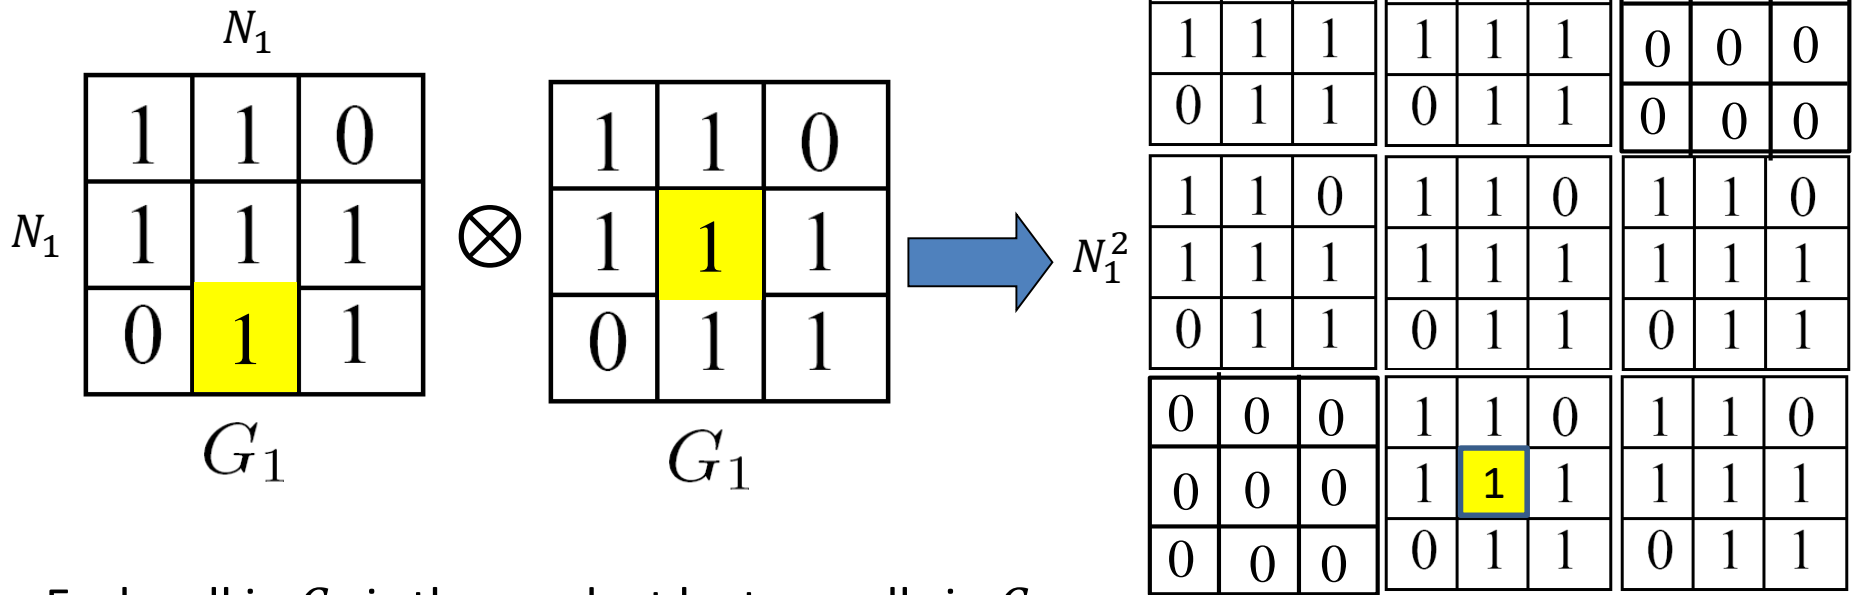 N₁
1 1 0
N₁ 1 1 1
0 1 1
G₁
⊗
1 1 0
1 1 1
0 1 1
G₁
N₁²
1 1 1 1 1 1 0 0 0
0 1 1 0 1 1 0 0 0
1 1 0 1 1 0 1 1 0
1 1 1 1 1 1 1 1 1
0 1 1 0 1 1 0 1 1
0 0 0 1 1 0 1 1 0
0 0 0 1 1 1 1 1 1
0 0 0 0 1 1 0 1 1